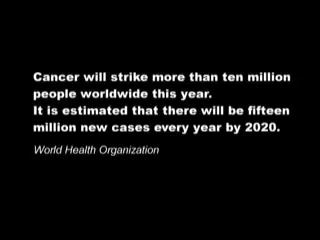 Cancer will strike more than ten million
people worldwide this year.
It is estimated that there will be fifteen
million new cases every year by 2020.
World Health Organization